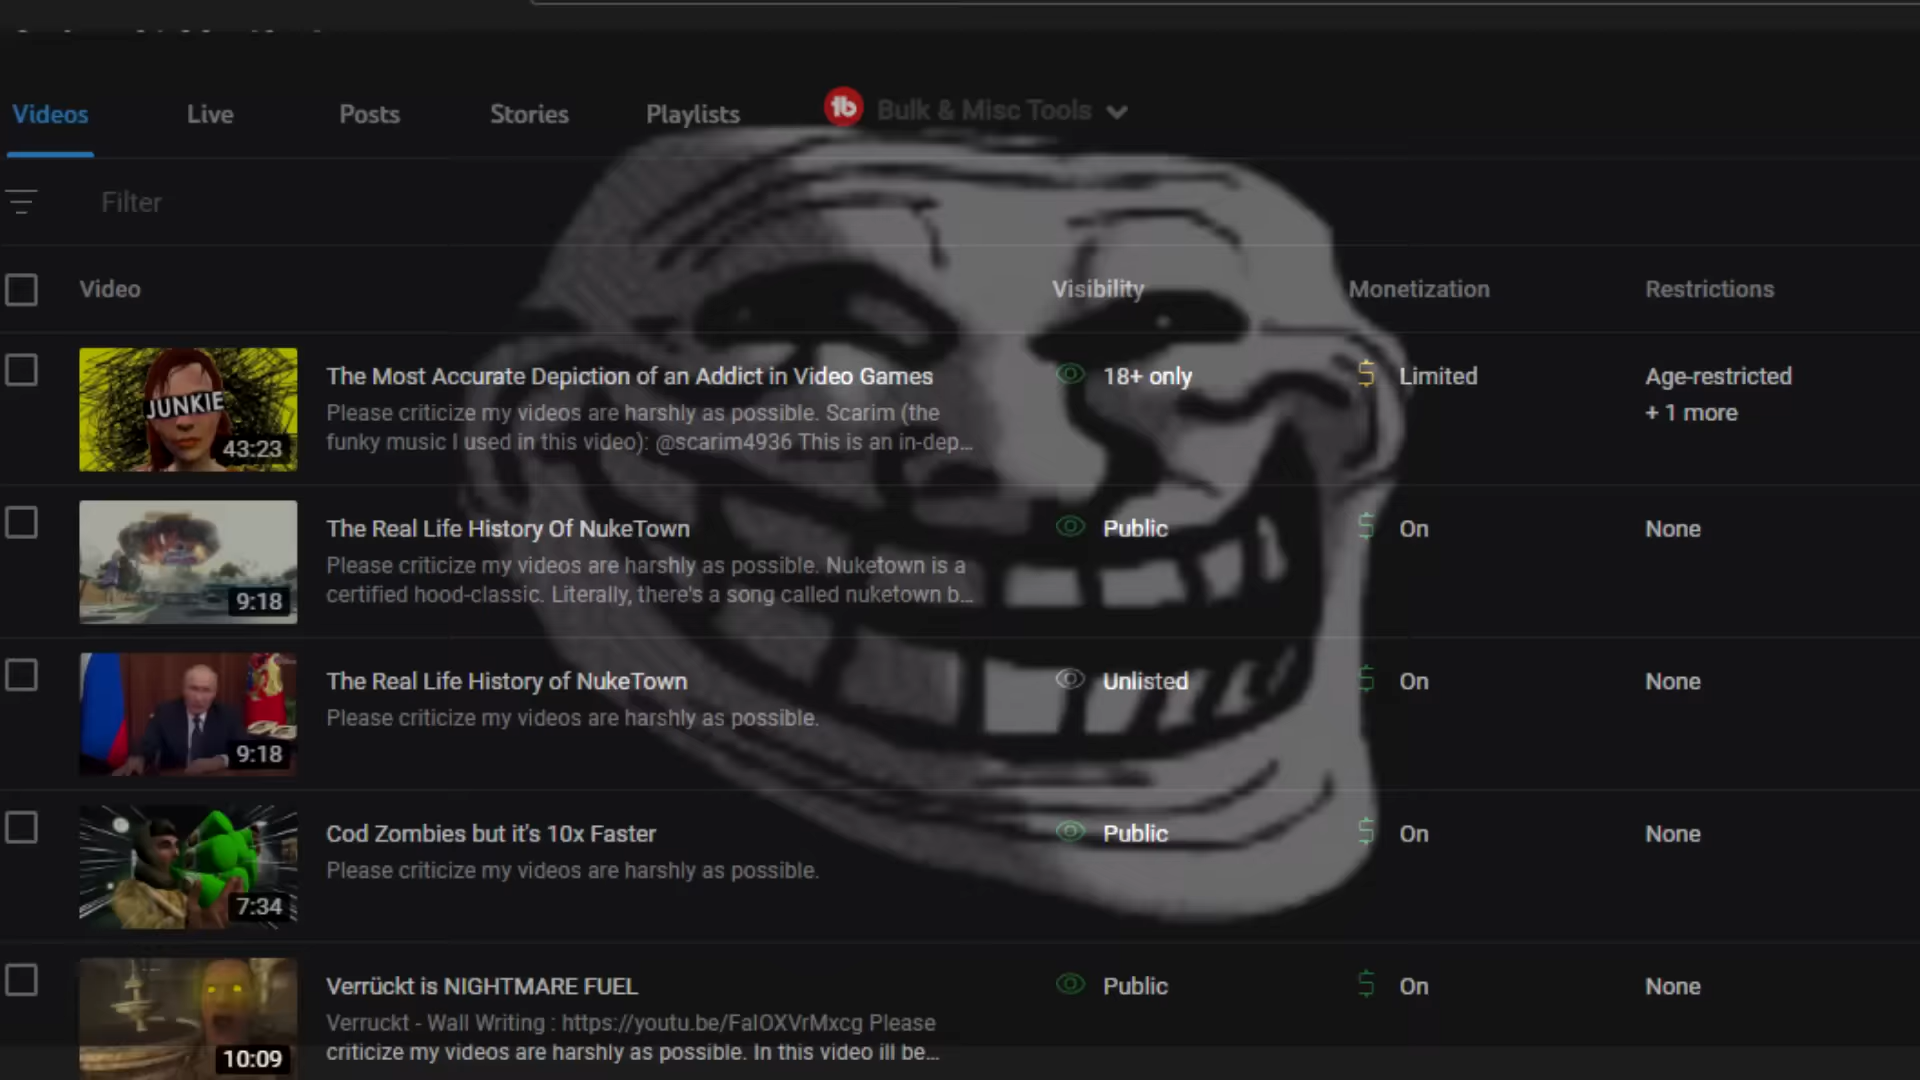 Videos Live Posts Stories Playlists tb Bulk & Misc Tools
Filter
Video Visibility Monetization Restrictions
JUNKIE
43:23
The Most Accurate Depiction of an Addict in Video Games 18+ only Limited Age-restricted
Please criticize my videos are harshly as possible. Scarim (the + 1 more
funky music I used in this video): @scarim4936 This is an in-dep...
9:18
The Real Life History Of NukeTown Public On None
Please criticize my videos are harshly as possible. Nuketown is a
certified hood-classic. Literally, there's a song called nuketown b...
9:18
The Real Life History of NukeTown Unlisted On None
Please criticize my videos are harshly as possible.
7:34
Cod Zombies but it's 10x Faster Public On None
Please criticize my videos are harshly as possible.
10:09
Verrückt is NIGHTMARE FUEL Public On None
Verruckt - Wall Writing : https://youtu.be/FalOXVrMxcg Please
criticize my videos are harshly as possible. In this video ill be...